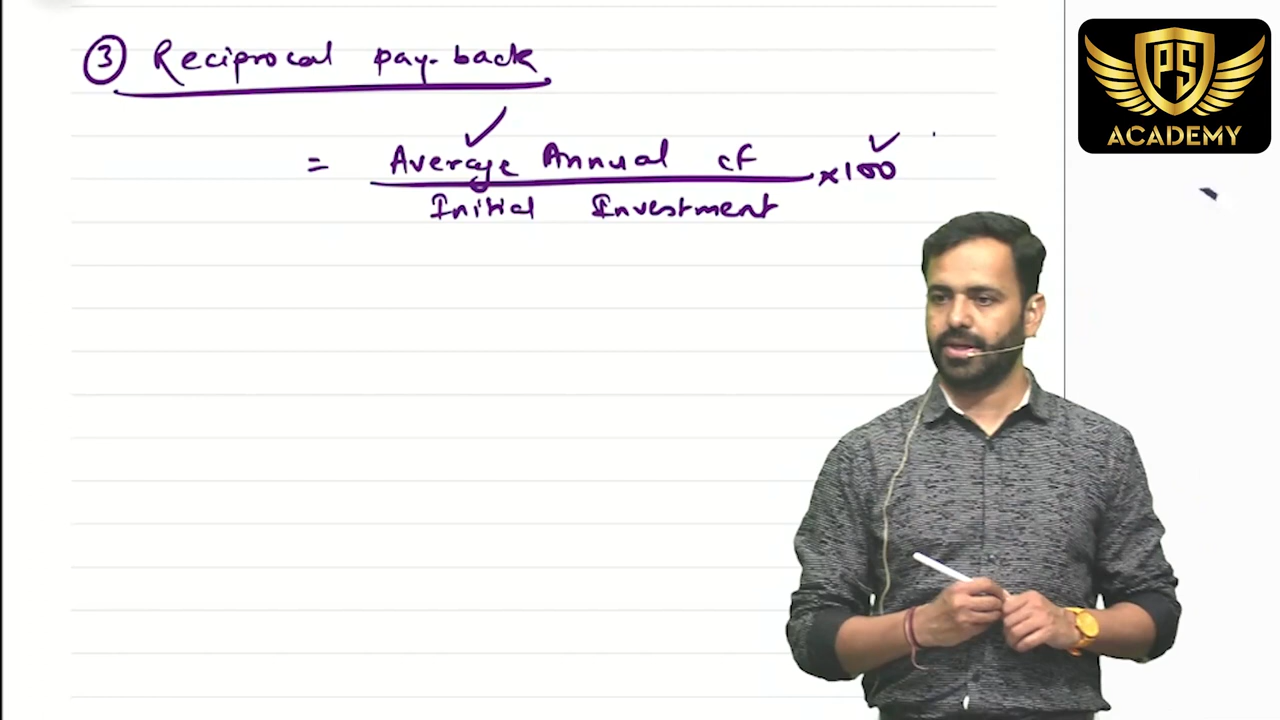 ③ Reciprocal pay-back
= Average Annual CF ×100
Initial Investment
PS
ACADEMY